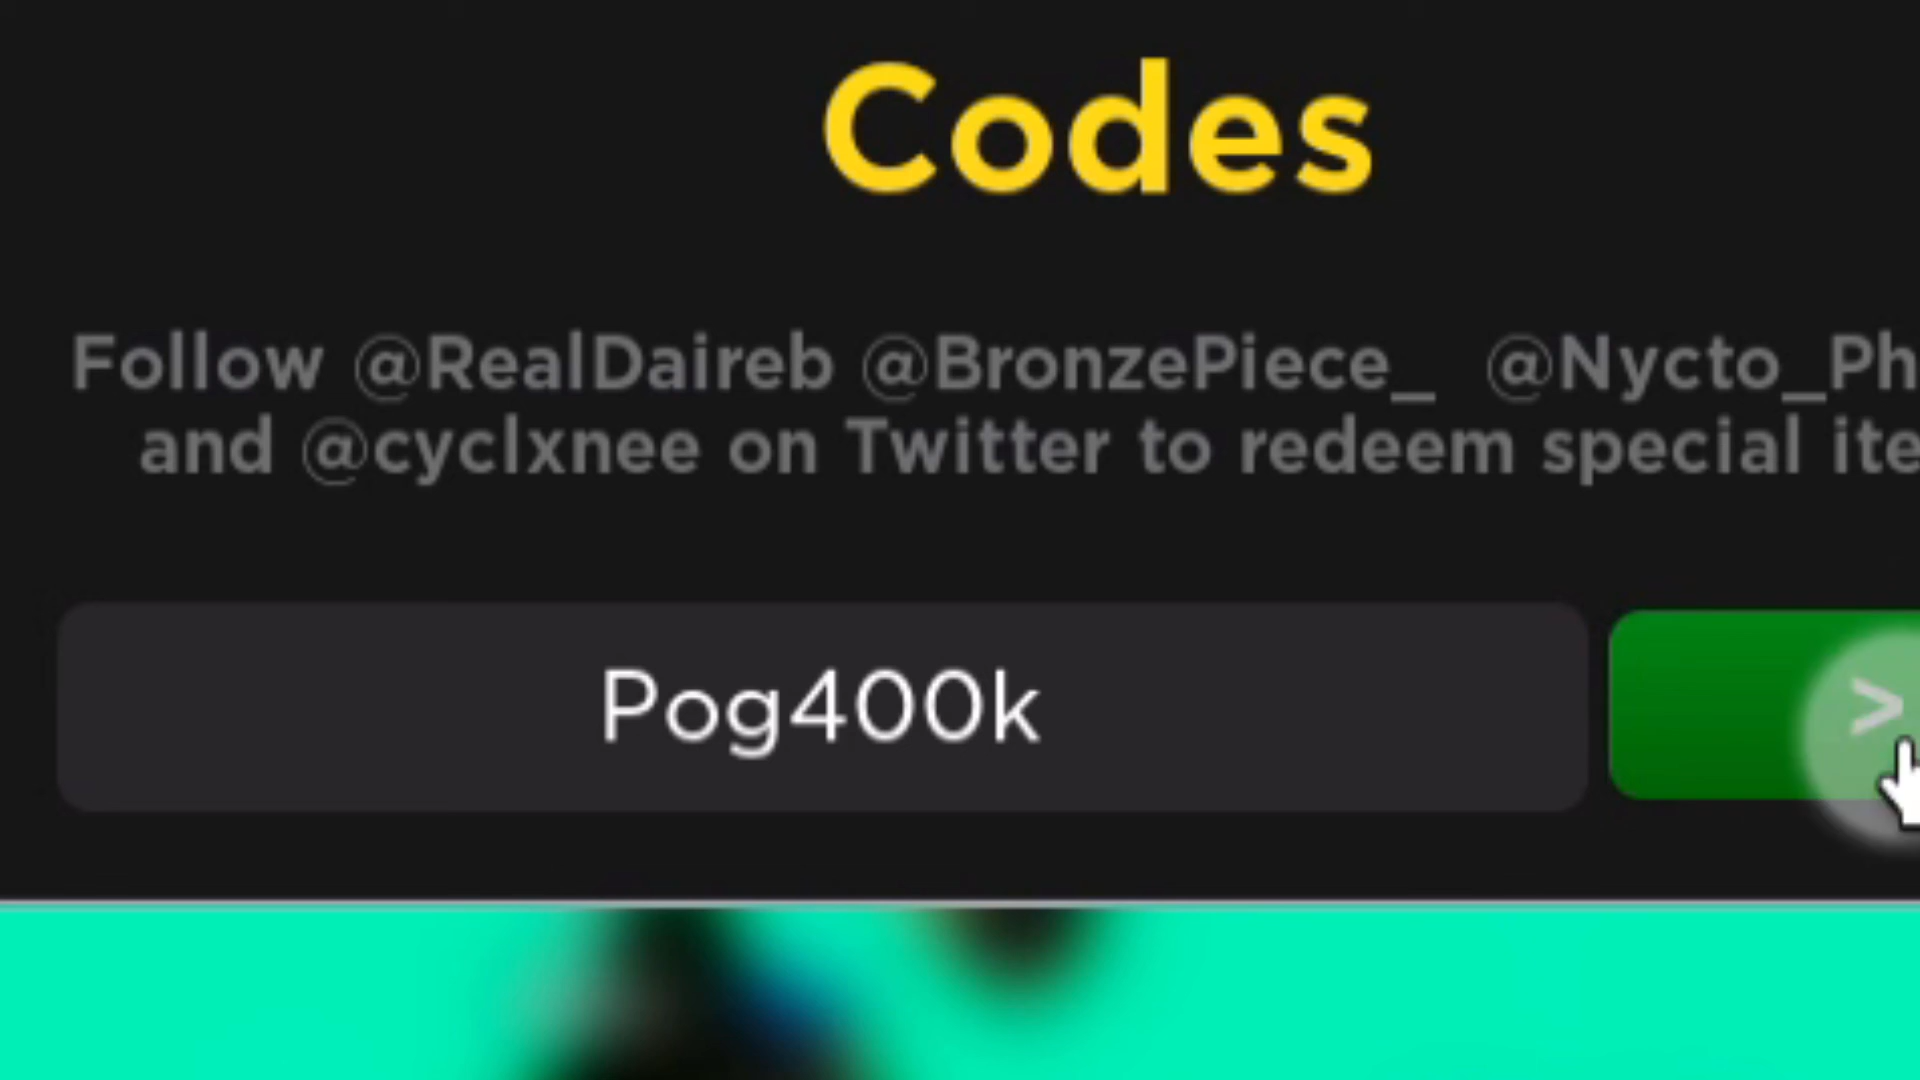 Codes
Follow @RealDaireb @BronzePiece_ @Nycto_Ph
and @cyclxnee on Twitter to redeem special ite
Pog400k
>